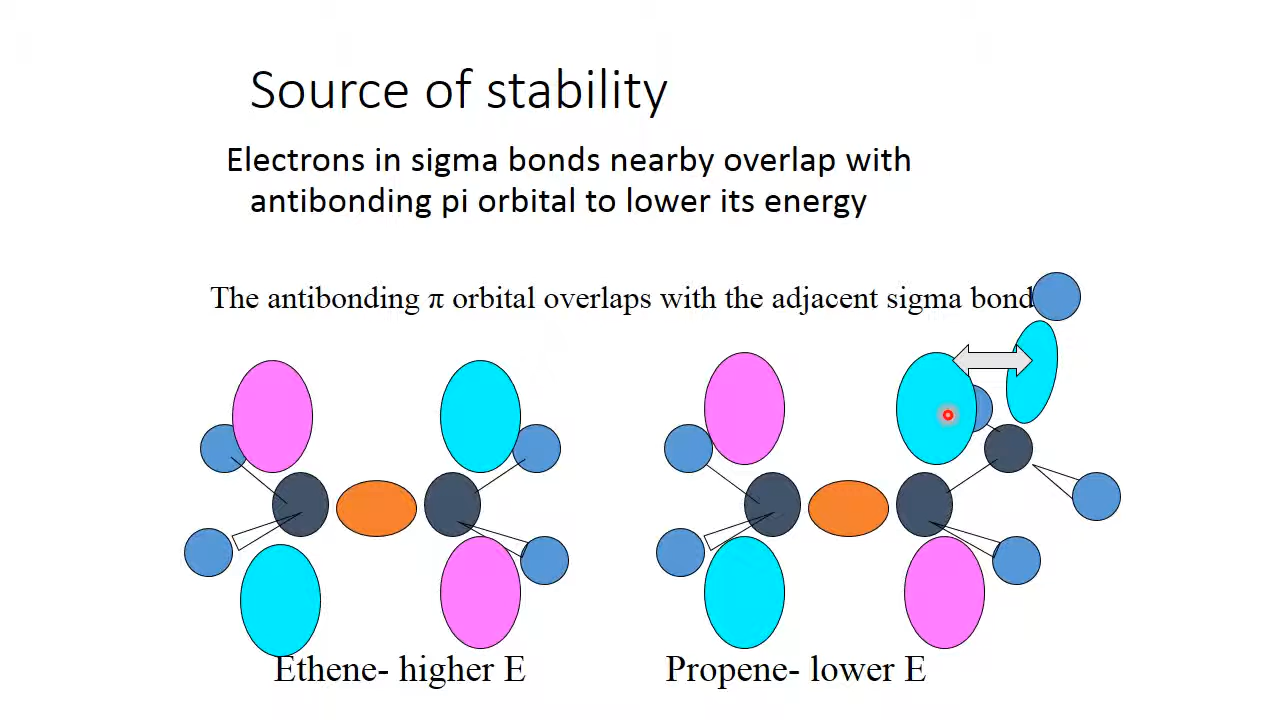 Source of stability
Electrons in sigma bonds nearby overlap with
antibonding pi orbital to lower its energy
The antibonding π orbital overlaps with the adjacent sigma bond
Ethene- higher E
Propene- lower E